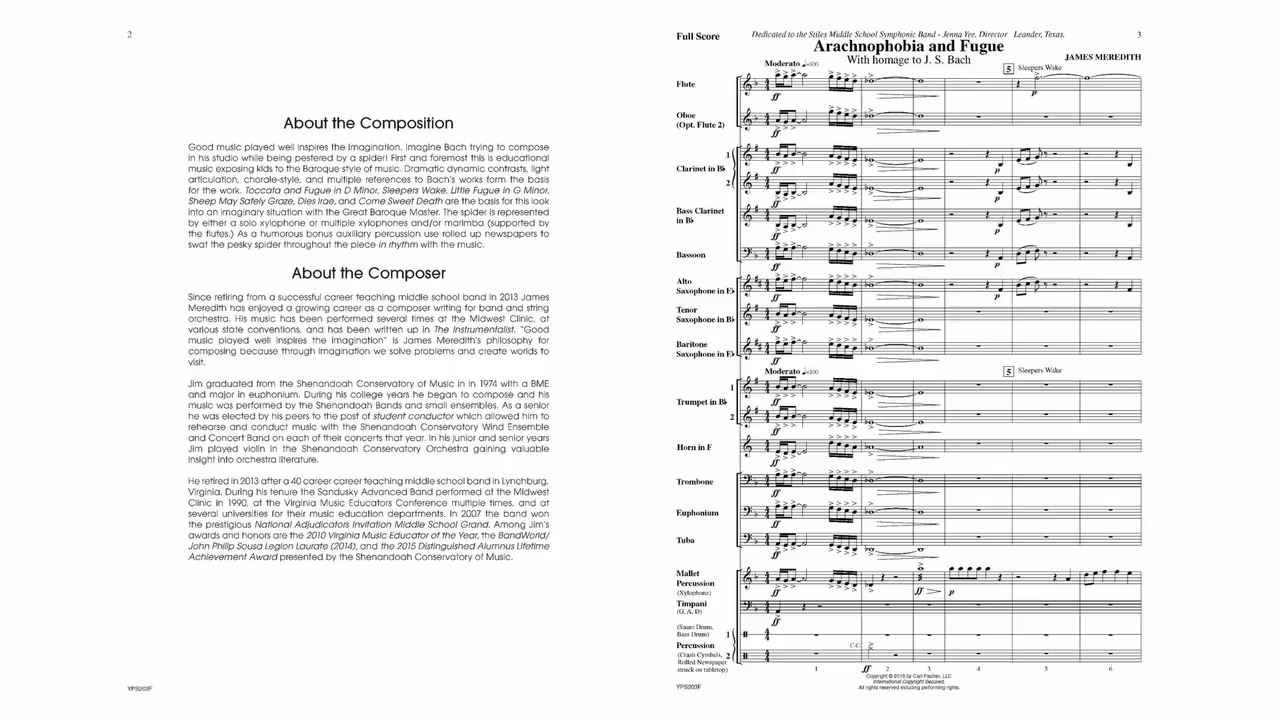 2
About the Composition
Good music played well inspires the imagination. Imagine Bach trying to compose
in his studio while being pestered by a spider! First and foremost this is educational
music exposing kids to the Baroque style of music. Dramatic dynamic contrasts, light
articulation, chorale-style, and multiple references to Bach's works form the basis
for the work. Toccata and Fugue in D Minor, Sleepers Wake, Little Fugue in G Minor,
Sheep May Safely Graze, Dies Irae, and Come Sweet Death are the basis for this look
into an imaginary situation with the Great Baroque Master. The spider is represented
by either a solo xylophone or multiple xylophones and/or marimba (supported by
the flutes.) As a humorous bonus auxiliary percussion use rolled up newspapers to
swat the pesky spider throughout the piece in rhythm with the music.
About the Composer
Since retiring from a successful career teaching middle school band in 2013 James
Meredith has enjoyed a growing career as a composer writing for band and string
orchestra. His music has been performed several times at the Midwest Clinic, at
various state conventions, and has been written up in The Instrumentalist. "Good
music played well inspires the imagination" is James Meredith's philosophy for
composing because through imagination we solve problems and create worlds to
visit.
Jim graduated from the Shenandoah Conservatory of Music in in 1974 with a BME
and major in euphonium. During his college years he began to compose and his
music was performed by the Shenandoah Bands and small ensembles. As a senior
he was elected by his peers to the post of student conductor which allowed him to
rehearse and conduct music with the Shenandoah Conservatory Wind Ensemble
and Concert Band on each of their concerts that year. In his junior and senior years
Jim played violin in the Shenandoah Conservatory Orchestra gaining valuable
insight into orchestra literature.
He retired in 2013 after a 40 career career teaching middle school band in Lynchburg,
Virginia. During his tenure the Sandusky Advanced Band performed at the Midwest
Clinic in 1990, at the Virginia Music Educators Conference multiple times, and at
several universities for their music education departments. In 2007 the band won
the prestigious National Adjudicators Invitation Middle School Grand. Among Jim's
awards and honors are the 2010 Virginia Music Educator of the Year, the BandWorld/
John Philip Sousa Legion Laurate (2014), and the 2015 Distinguished Alumnus Lifetime
Achievement Award presented by the Shenandoah Conservatory of Music.
YPS203F
Full Score
Dedicated to the Stiles Middle School Symphonic Band - Jenna Yee, Director Leander, Texas.
3
Arachnophobia and Fugue
With homage to J. S. Bach
JAMES MEREDITH
Moderato ♩=100
5 Sleepers Wake
Flute
Oboe
(Opt. Flute 2)
Clarinet in B♭
1
2
Bass Clarinet
in B♭
Bassoon
Alto
Saxophone in E♭
Tenor
Saxophone in B♭
Baritone
Saxophone in E♭
Moderato ♩=100
5 Sleepers Wake
Trumpet in B♭
1
2
Horn in F
Trombone
Euphonium
Tuba
Mallet
Percussion
(Xylophone)
Timpani
(G, A, D)
(Snare Drum,
Bass Drum) 1
Percussion
C.C.
(Crash Cymbals, 2
Rolled Newspaper
struck on tabletop)
1 2 3 4 5 6
Copyright © 2018 by Carl Fischer, LLC
International Copyright Secured.
All rights reserved including performing rights.
YPS203F